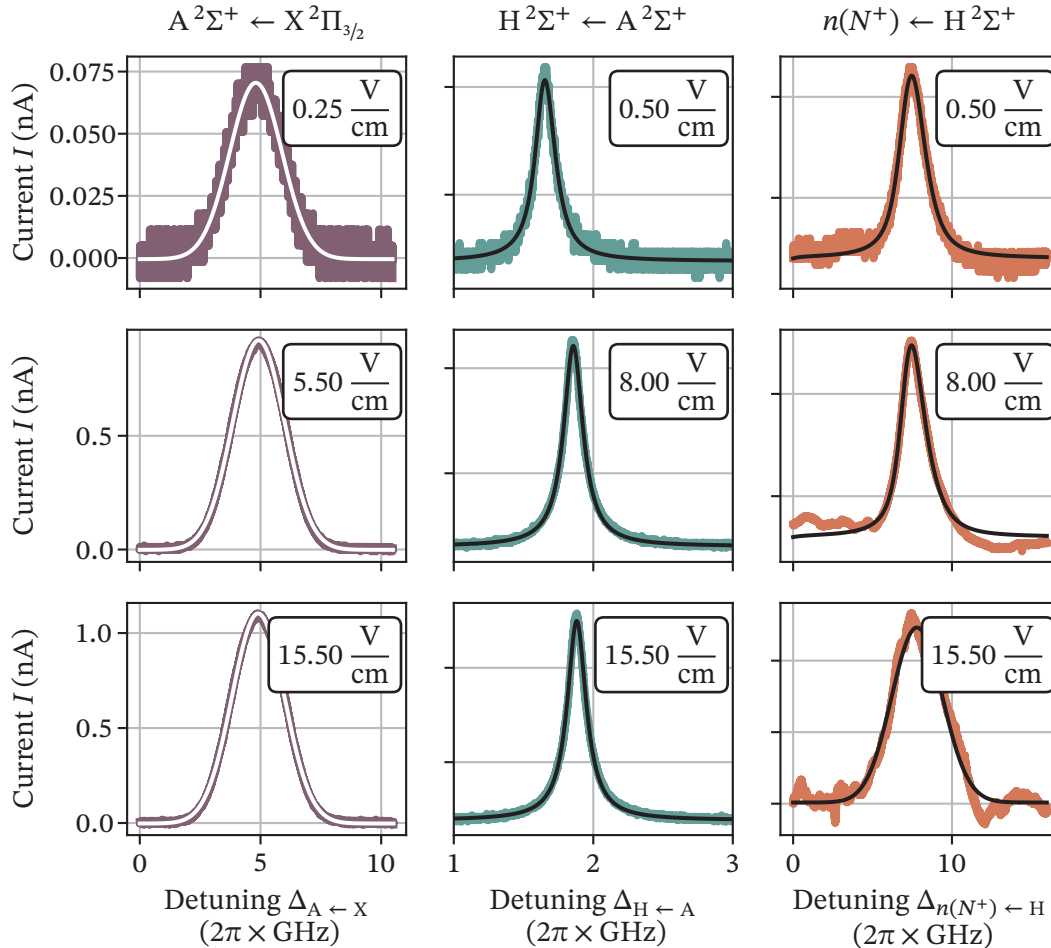 A ²Σ⁺ ← X ²Π₃/₂
H ²Σ⁺ ← A ²Σ⁺
n(N⁺) ← H ²Σ⁺
Current I (nA)
0.075
0.050
0.025
0.000
0.25 V/cm
0.50 V/cm
0.50 V/cm
Current I (nA)
0.5
0.0
5.50 V/cm
8.00 V/cm
8.00 V/cm
Current I (nA)
1.0
0.5
0.0
15.50 V/cm
15.50 V/cm
15.50 V/cm
0 5 10
1 2 3
0 10
Detuning Δ_A ← X
(2π × GHz)
Detuning Δ_H ← A
(2π × GHz)
Detuning Δ_n(N⁺) ← H
(2π × GHz)